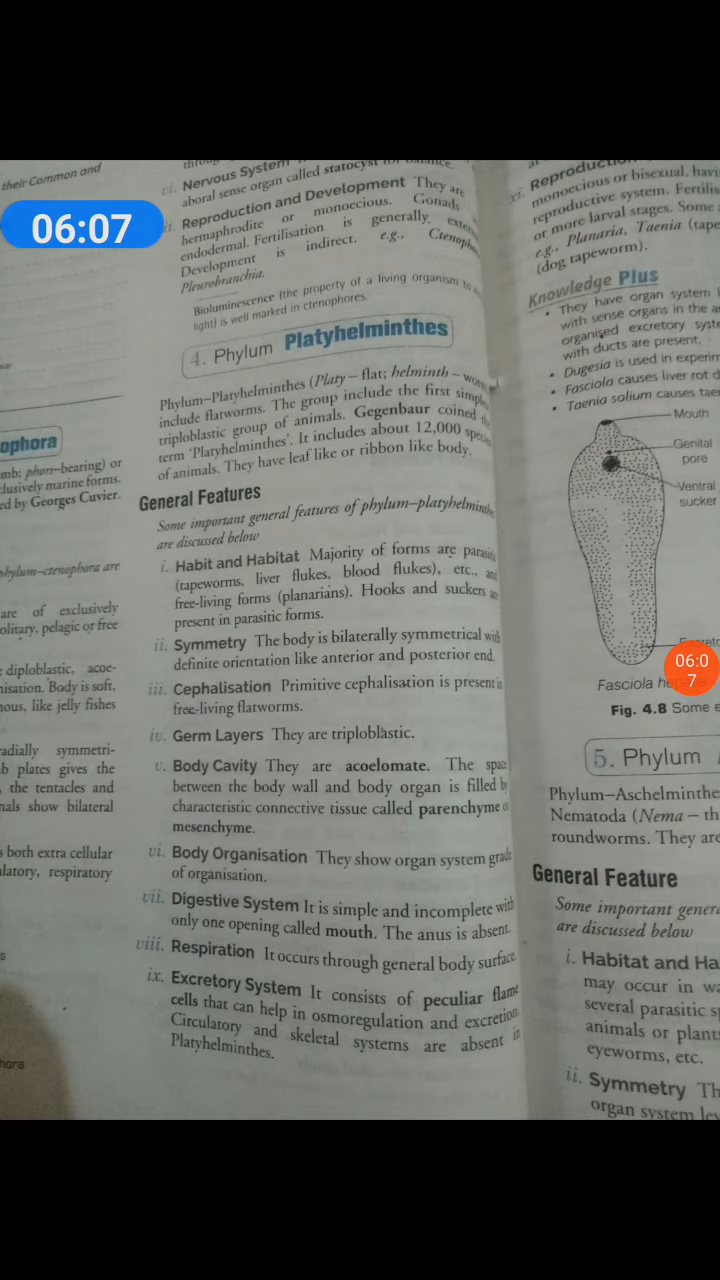 their Common and
06:07
ophora
mb: phors–bearing) or
clusively marine forms.
ed by Georges Cuvier.
phylum–ctenophora are
are of exclusively
olitary, pelagic or free
diploblastic, acoe-
nisation. Body is soft,
nous, like jelly fishes
adially symmetri-
b plates gives the
, the tentacles and
nals show bilateral
s both extra cellular
ulatory, respiratory
s
hora
vi. Nervous System
aboral sense organ called statocyst for balance.
ii. Reproduction and Development They are
hermaphrodite or monoecious. Gonads
endodermal. Fertilisation is generally extern
Development is indirect. e.g., Ctenoph
Pleurobranchia.
Bioluminescence (the property of a living organism to
light) is well marked in ctenophores.
4. Phylum Platyhelminthes
Phylum–Platyhelminthes (Platy – flat; helminth – worm
include flatworms. The group include the first simple
triploblastic group of animals. Gegenbaur coined the
term 'Platyhelminthes'. It includes about 12,000 species
of animals. They have leaf like or ribbon like body.
General Features
Some important general features of phylum–platyhelminthe
are discussed below
i. Habit and Habitat Majority of forms are parasitic
(tapeworms, liver flukes, blood flukes), etc., and
free-living forms (planarians). Hooks and suckers are
present in parasitic forms.
ii. Symmetry The body is bilaterally symmetrical with
definite orientation like anterior and posterior end.
iii. Cephalisation Primitive cephalisation is present in
free-living flatworms.
iv. Germ Layers They are triploblastic.
v. Body Cavity They are acoelomate. The space
between the body wall and body organ is filled by
characteristic connective tissue called parenchyme or
mesenchyme.
vi. Body Organisation They show organ system grade
of organisation.
vii. Digestive System It is simple and incomplete with
only one opening called mouth. The anus is absent.
viii. Respiration It occurs through general body surface.
ix. Excretory System It consists of peculiar flame
cells that can help in osmoregulation and excretion.
Circulatory and skeletal systems are absent in
Platyhelminthes.
xi. Reproduction
monoecious or bisexual, havi
reproductive system. Fertilis
or more larval stages. Some
e.g., Planaria, Taenia (tape
(dog tapeworm).
Knowledge Plus
• They have organ system l
with sense organs in the a
organised excretory syste
with ducts are present.
• Dugesia is used in experim
• Fasciola causes liver rot d
• Taenia solium causes tae
Mouth
Genital
pore
Ventral
sucker
Excreto
06:0
7
Fasciola he
Fig. 4.8 Some e
5. Phylum
Phylum–Aschelminthe
Nematoda (Nema – th
roundworms. They are
General Feature
Some important genera
are discussed below
i. Habitat and Ha
may occur in wa
several parasitic sp
animals or plants
eyeworms, etc.
ii. Symmetry Th
organ system lev